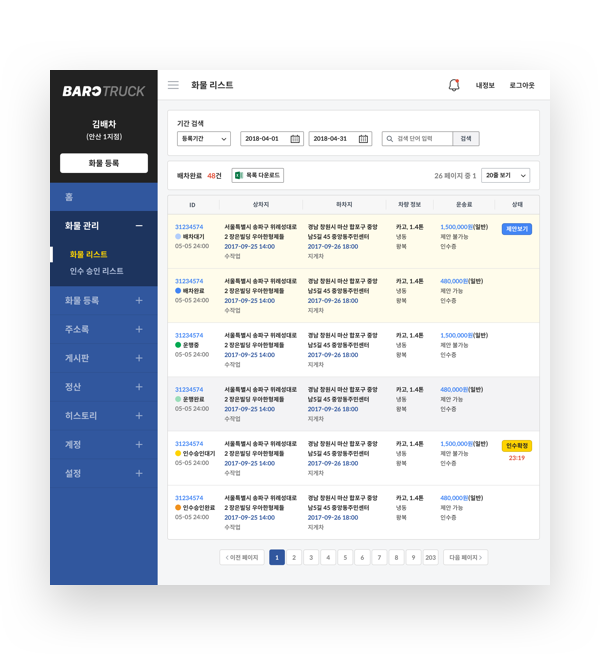 BAROTRUCK
화물 리스트
내정보
로그아웃
김배차
(안산 1지점)
화물 등록
홈
화물 관리
화물 리스트
인수 승인 리스트
화물 등록
주소록
게시판
정산
히스토리
계정
설정
기간 검색
등록기간
2018-04-01
2018-04-31
검색 단어 입력
검색
배차완료 48건
목록 다운로드
26 페이지 중 1
20줄 보기
ID 상차지 하차지 차량 정보 운송료 상태
31234574 서울특별시 송파구 위례성대로 경남 창원시 마산 합포구 중앙 카고, 1.4톤 1,500,000원(일반) 제안보기
배차대기 2 장은빌딩 우아한형제들 남5길 45 중앙동주민센터 냉동 제안 불가능
05-05 24:00 2017-09-25 14:00 2017-09-26 18:00 왕복 인수증
수작업 지게차
31234574 서울특별시 송파구 위례성대로 경남 창원시 마산 합포구 중앙 카고, 1.4톤 480,000원(일반)
배차완료 2 장은빌딩 우아한형제들 남5길 45 중앙동주민센터 냉동 제안 가능
05-05 24:00 2017-09-25 14:00 2017-09-26 18:00 왕복 인수증
수작업 지게차
31234574 서울특별시 송파구 위례성대로 경남 창원시 마산 합포구 중앙 카고, 1.4톤 1,500,000원(일반)
운행중 2 장은빌딩 우아한형제들 남5길 45 중앙동주민센터 냉동 제안 불가능
05-05 24:00 2017-09-25 14:00 2017-09-26 18:00 왕복 인수증
수작업 지게차
31234574 서울특별시 송파구 위례성대로 경남 창원시 마산 합포구 중앙 카고, 1.4톤 480,000원(일반)
운행완료 2 장은빌딩 우아한형제들 남5길 45 중앙동주민센터 냉동 제안 가능
05-05 24:00 2017-09-25 14:00 2017-09-26 18:00 왕복 인수증
수작업 지게차
31234574 서울특별시 송파구 위례성대로 경남 창원시 마산 합포구 중앙 카고, 1.4톤 1,500,000원(일반) 인수확정
인수승인대기 2 장은빌딩 우아한형제들 남5길 45 중앙동주민센터 냉동 제안 불가능 23:19
05-05 24:00 2017-09-25 14:00 2017-09-26 18:00 왕복 인수증
수작업 지게차
31234574 서울특별시 송파구 위례성대로 경남 창원시 마산 합포구 중앙 카고, 1.4톤 480,000원(일반)
인수승인완료 2 장은빌딩 우아한형제들 남5길 45 중앙동주민센터 냉동 제안 가능
05-05 24:00 2017-09-25 14:00 2017-09-26 18:00 왕복 인수증
수작업 지게차
이전 페이지 1 2 3 4 5 6 7 8 9 203 다음 페이지